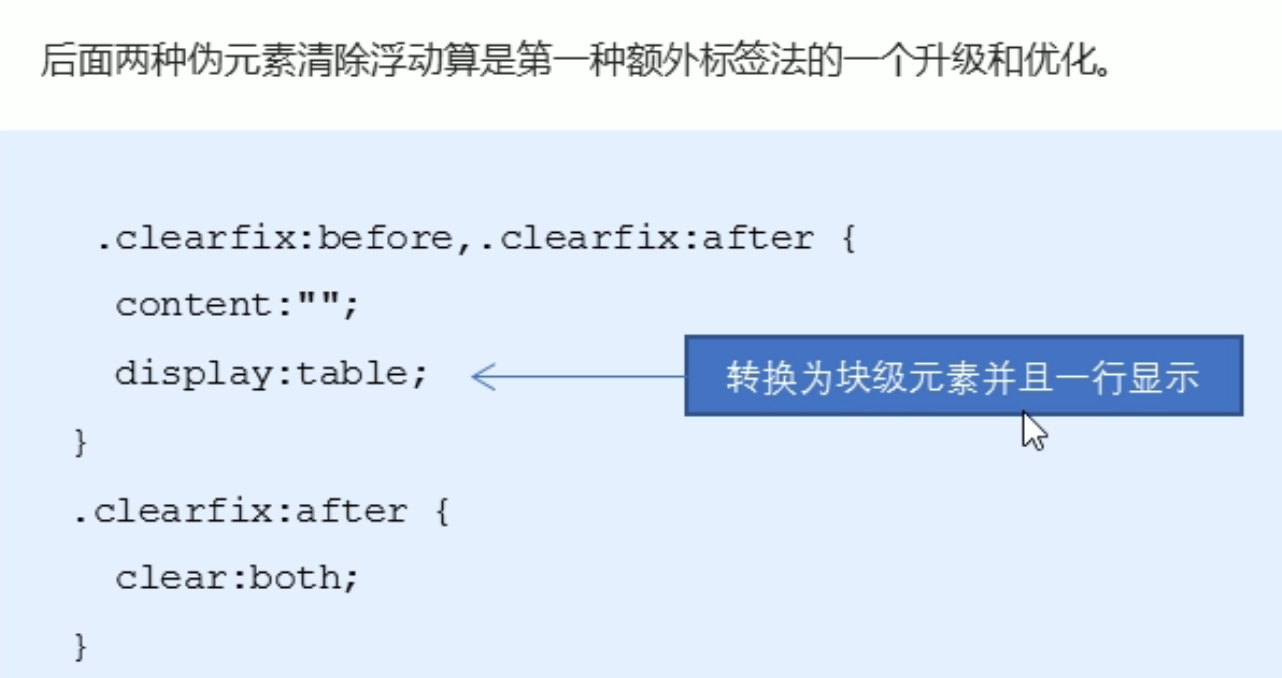 后面两种伪元素清除浮动算是第一种额外标签法的一个升级和优化。
.clearfix:before,.clearfix:after {
content:"";
display:table;
转换为块级元素并且一行显示
}
.clearfix:after {
clear:both;
}